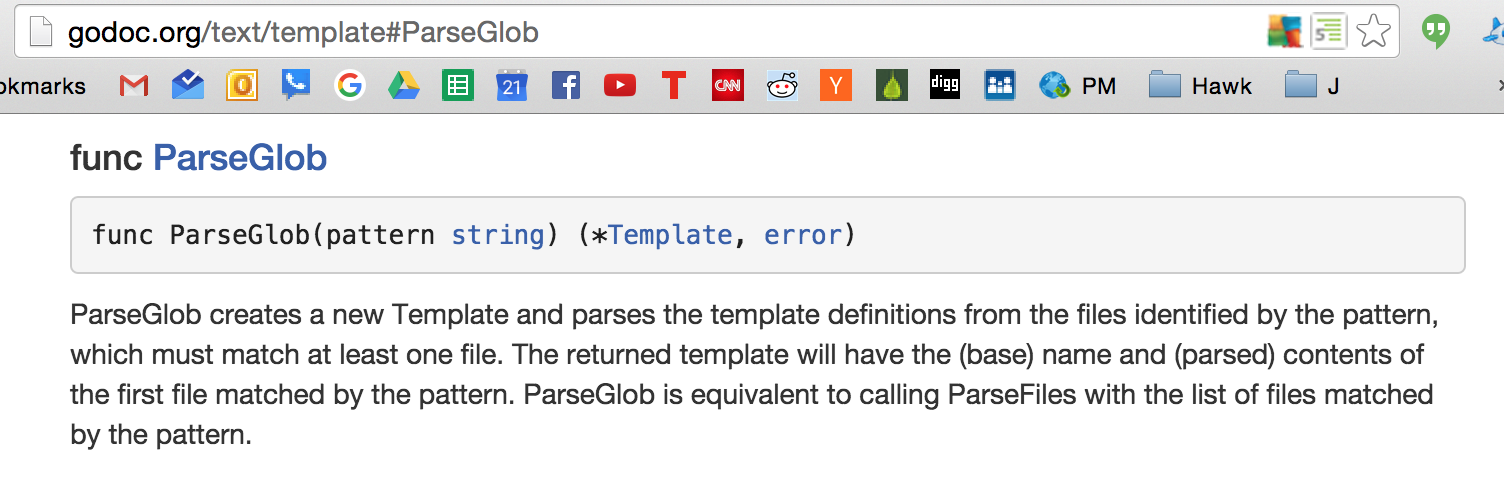 godoc.org/text/template#ParseGlob
okmarks 21 T CNN Y digg PM Hawk J
func ParseGlob
func ParseGlob(pattern string) (*Template, error)
ParseGlob creates a new Template and parses the template definitions from the files identified by the pattern,
which must match at least one file. The returned template will have the (base) name and (parsed) contents of
the first file matched by the pattern. ParseGlob is equivalent to calling ParseFiles with the list of files matched
by the pattern.